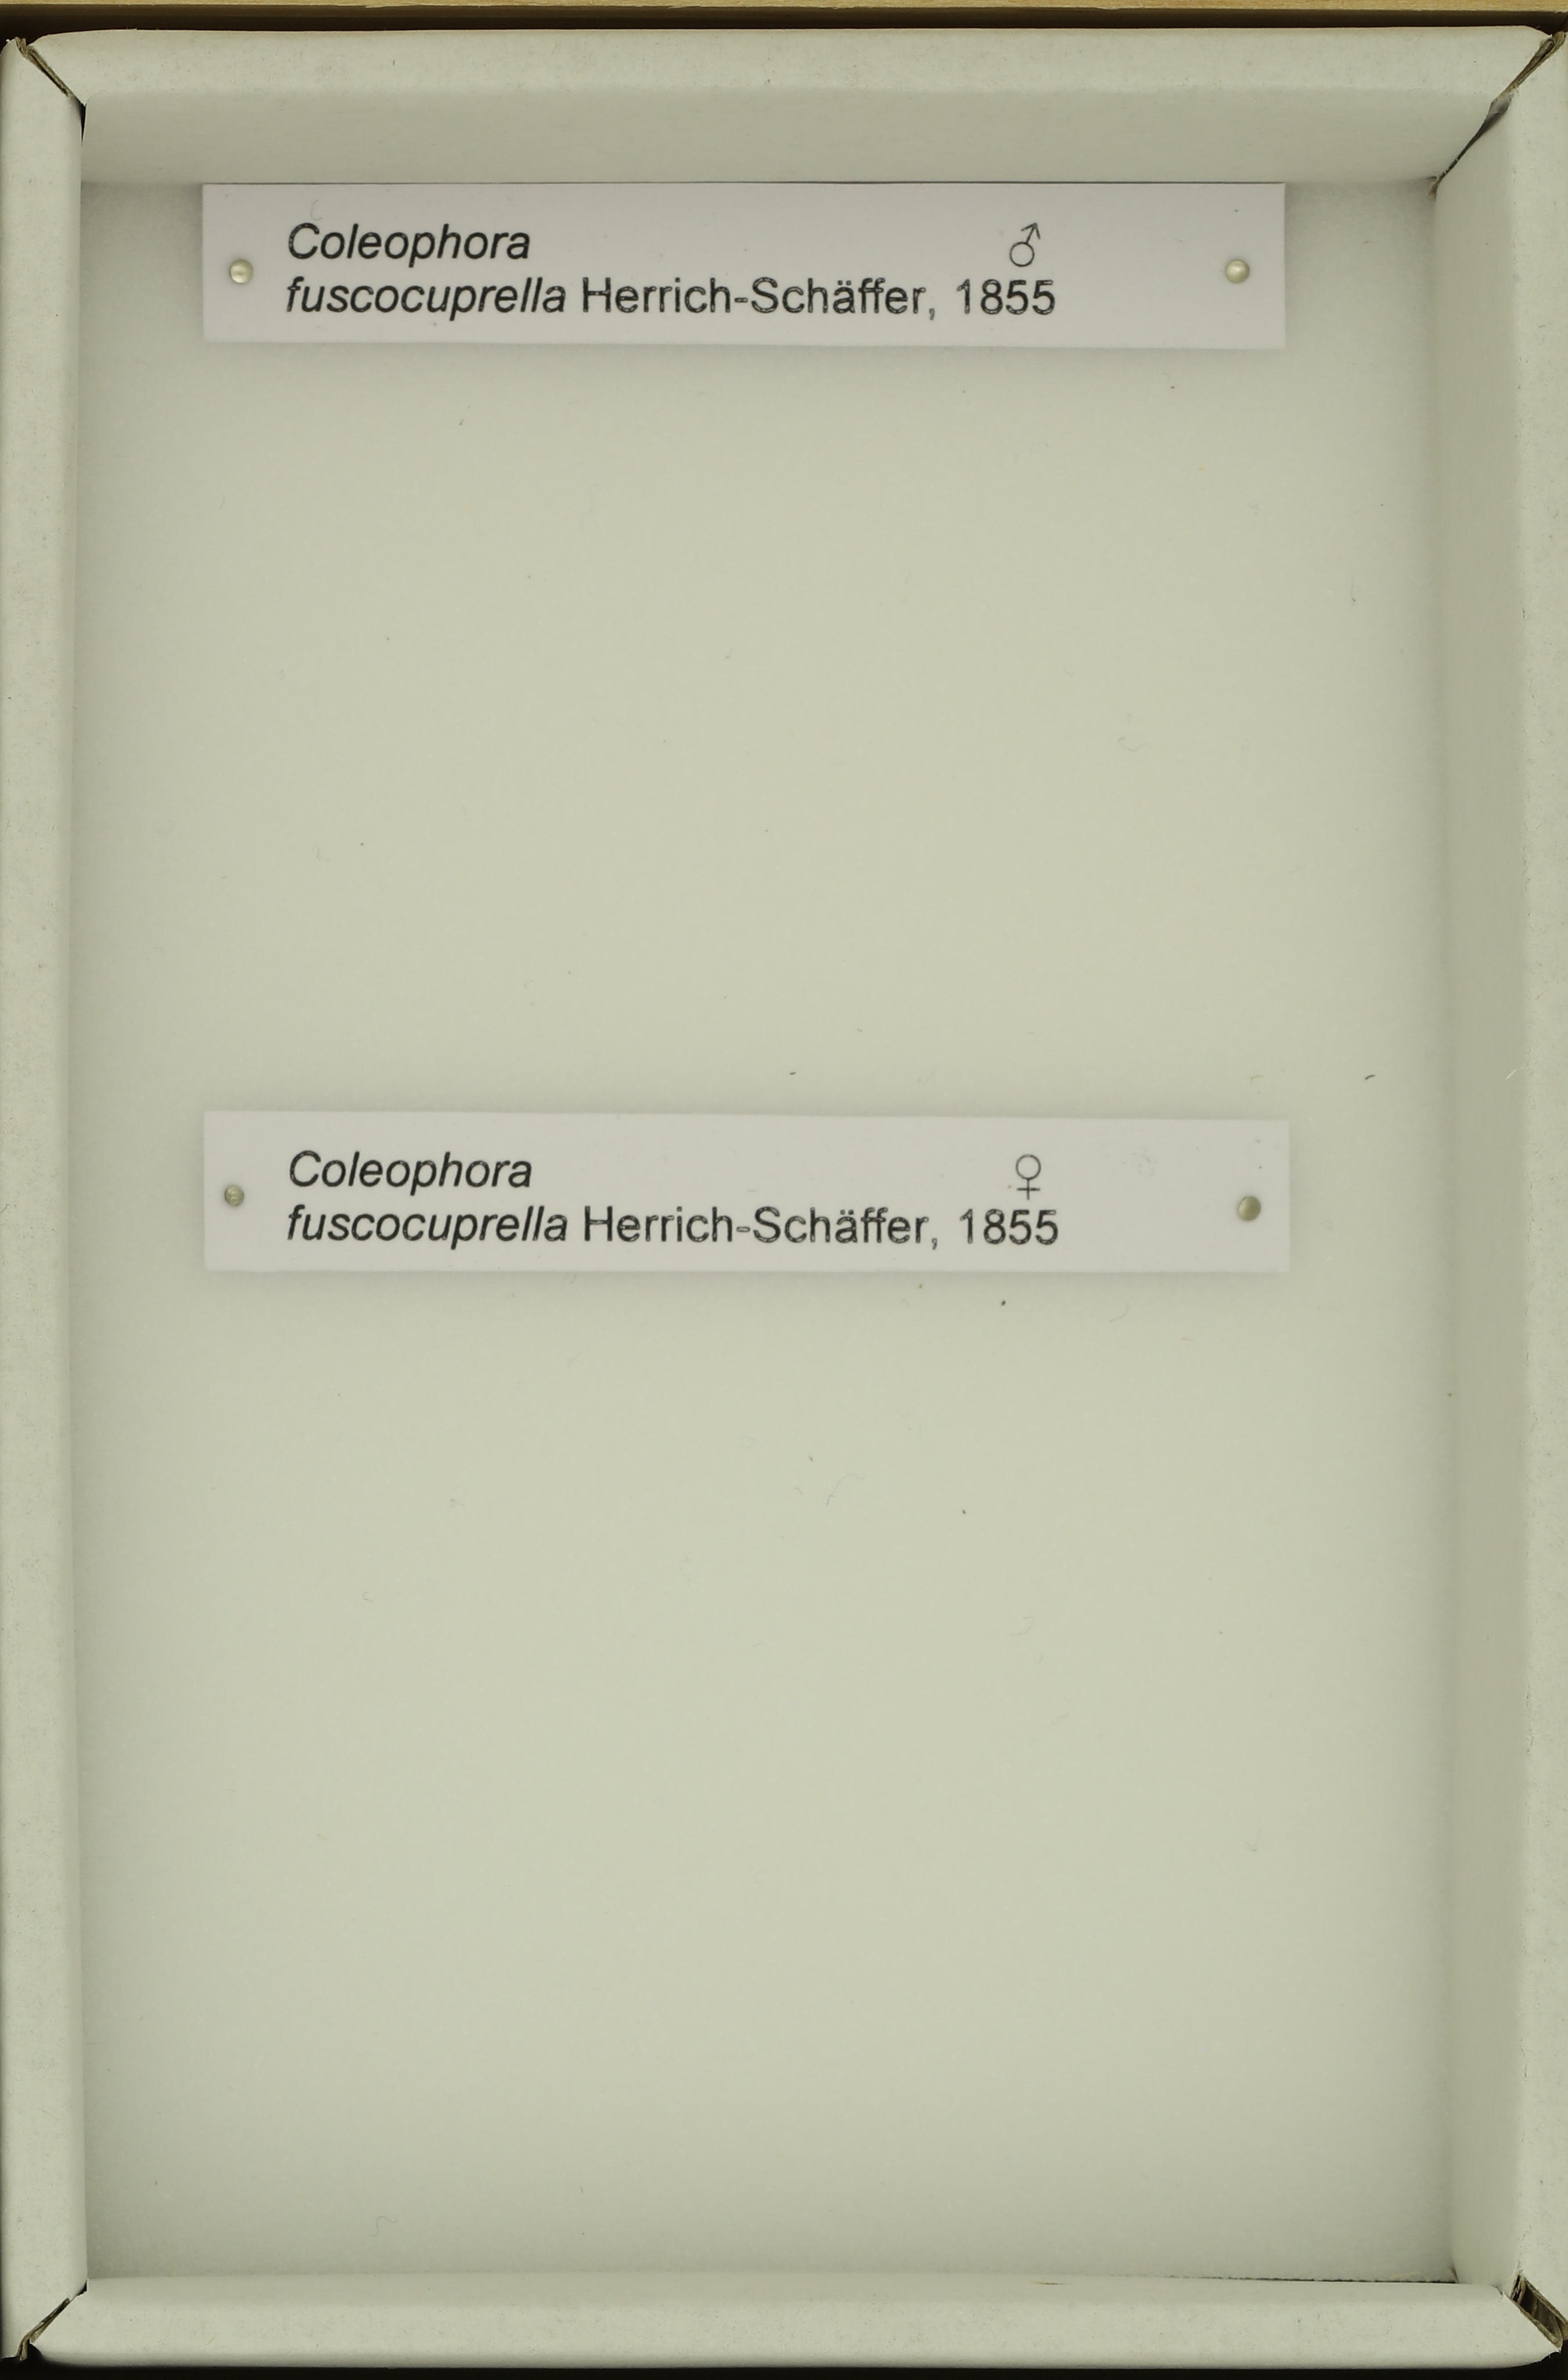 Coleophora ♂
fuscocuprella Herrich-Schäffer, 1855
Coleophora ♀
fuscocuprella Herrich-Schäffer, 1855